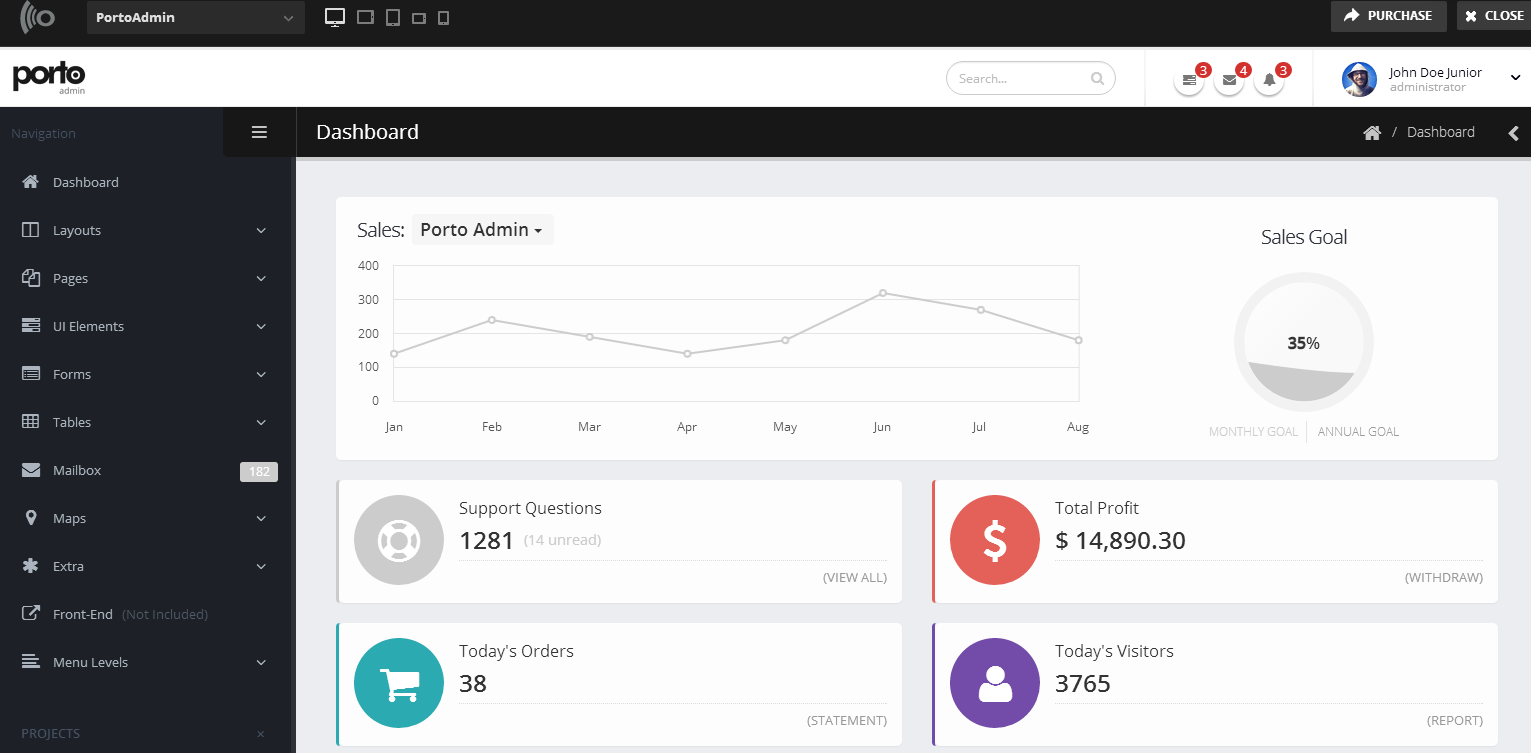 PortoAdmin
PURCHASE
CLOSE
porto
admin
Search...
3
4
3
John Doe Junior
administrator
Navigation
Dashboard
/ Dashboard
Dashboard
Layouts
Pages
UI Elements
Forms
Tables
Mailbox 182
Maps
Extra
Front-End (Not Included)
Menu Levels
PROJECTS
Sales: Porto Admin
400
300
200
100
0
Jan Feb Mar Apr May Jun Jul Aug
Sales Goal
35%
MONTHLY GOAL ANNUAL GOAL
Support Questions
1281 (14 unread)
(VIEW ALL)
Total Profit
$ 14,890.30
(WITHDRAW)
Today's Orders
38
(STATEMENT)
Today's Visitors
3765
(REPORT)